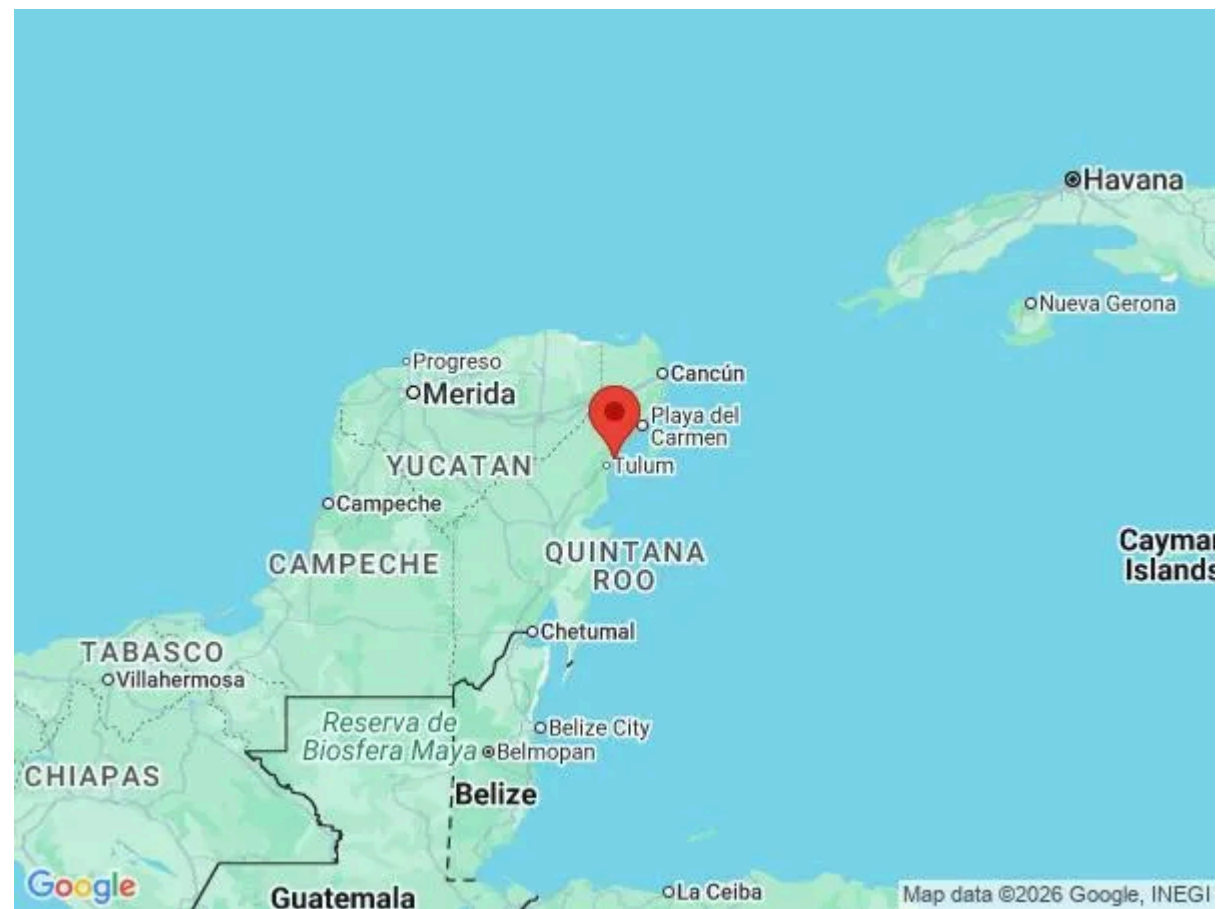 Havana
Nueva Gerona
Progreso
Cancún
Merida
Playa del
Carmen
YUCATAN
Tulum
Campeche
CAMPECHE
QUINTANA
ROO
Cayman
Islands
Chetumal
TABASCO
Villahermosa
Reserva de
Biosfera Maya
Belize City
Belmopan
CHIAPAS
Belize
Google
Guatemala
La Ceiba
Map data ©2026 Google, INEGI